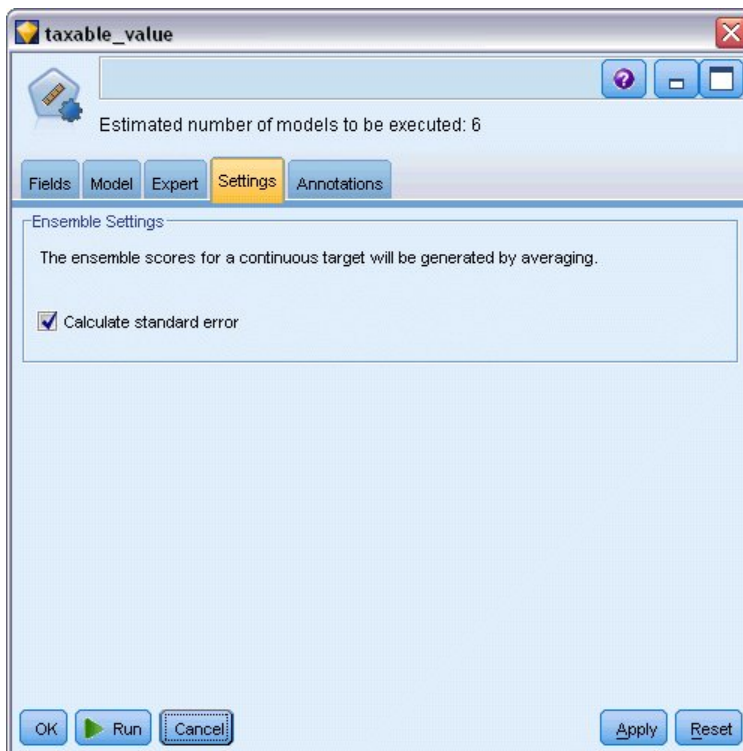 taxable_value
Estimated number of models to be executed: 6
Fields Model Expert Settings Annotations
Ensemble Settings
The ensemble scores for a continuous target will be generated by averaging.
Calculate standard error
OK Run Cancel Apply Reset